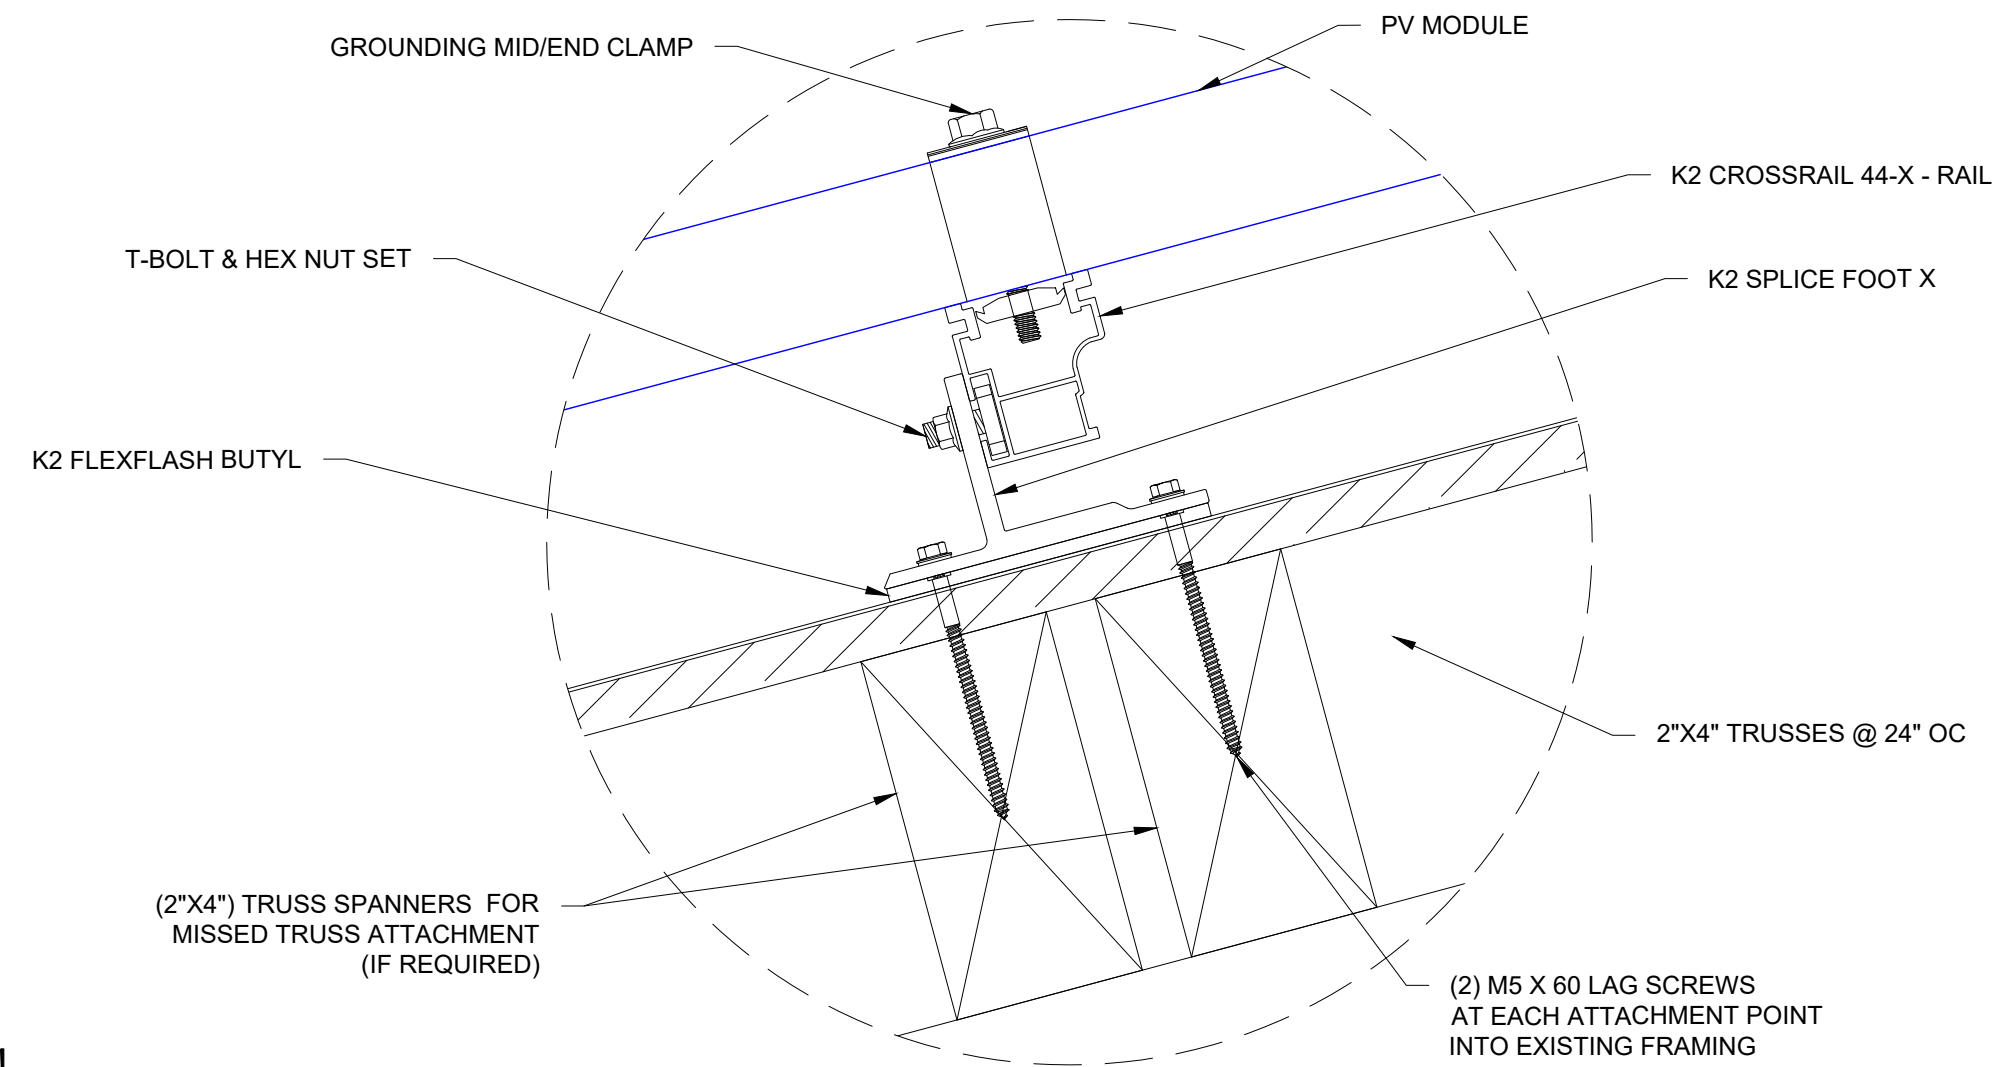 GROUNDING MID/END CLAMP
PV MODULE
K2 CROSSRAIL 44-X - RAIL
T-BOLT & HEX NUT SET
K2 SPLICE FOOT X
K2 FLEXFLASH BUTYL
2"X4" TRUSSES @ 24" OC
(2"X4") TRUSS SPANNERS FOR
MISSED TRUSS ATTACHMENT
(IF REQUIRED)
(2) M5 X 60 LAG SCREWS
AT EACH ATTACHMENT POINT
INTO EXISTING FRAMING